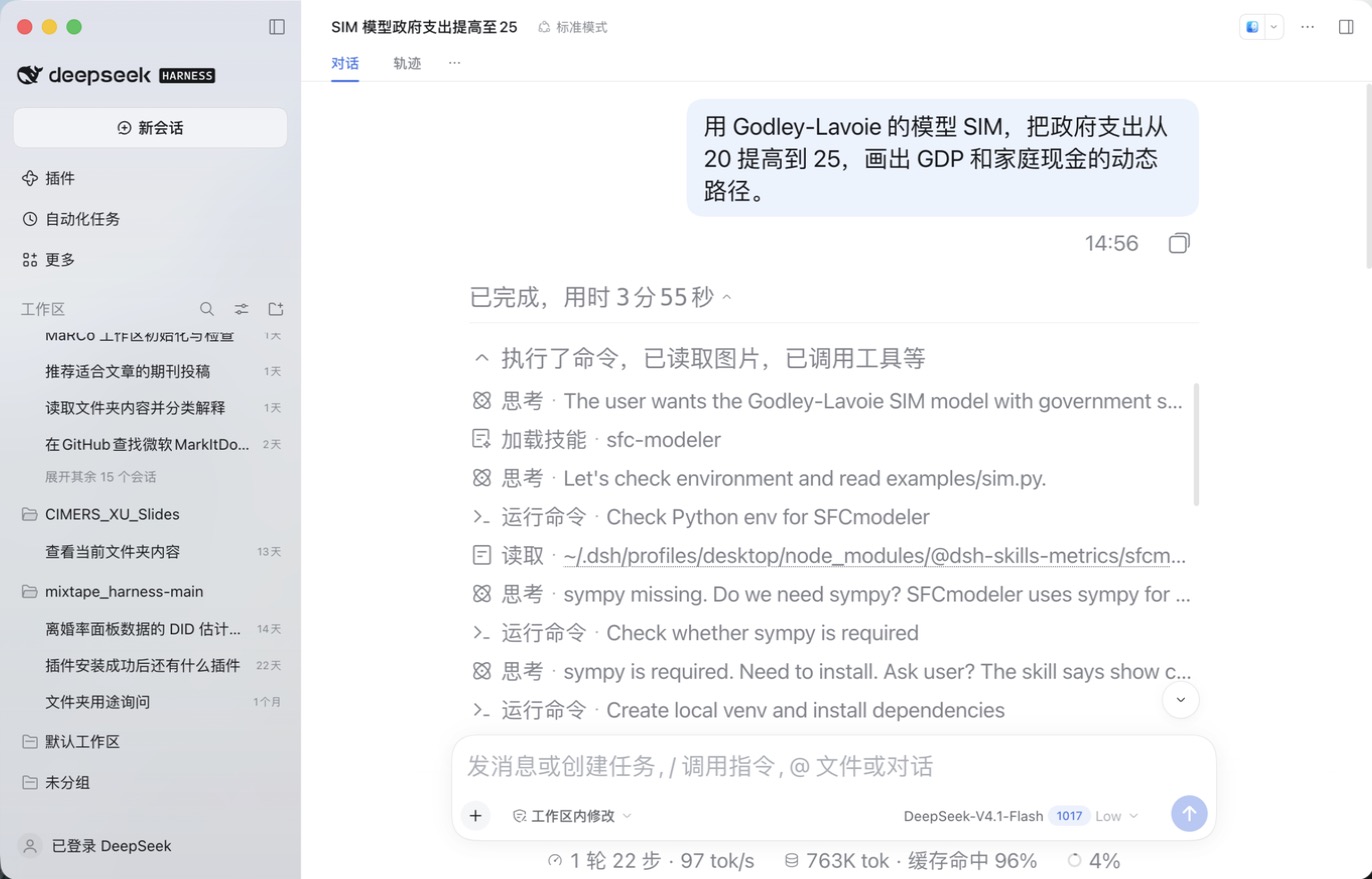 deepseek HARNESS
新会话
插件
自动化任务
更多
工作区
MaRCo 工作区初始化与检查 1天
推荐适合文章的期刊投稿 1天
读取文件夹内容并分类解释 1天
在 GitHub 查找微软 MarkItDo... 2天
展开其余 15 个会话
CIMERS_XU_Slides
查看当前文件夹内容 13天
mixtape_harness-main
离婚率面板数据的 DID 估计... 14天
插件安装成功后还有什么插件 22天
文件夹用途询问 1个月
默认工作区
未分组
已登录 DeepSeek
SIM 模型政府支出提高至 25 标准模式
对话 轨迹 ...
用 Godley-Lavoie 的模型 SIM，把政府支出从
20 提高到 25，画出 GDP 和家庭现金的动态
路径。
14:56
已完成，用时 3 分 55 秒
执行了命令，已读取图片，已调用工具等
思考 · The user wants the Godley-Lavoie SIM model with government s...
加载技能 · sfc-modeler
思考 · Let's check environment and read examples/sim.py.
运行命令 · Check Python env for SFCmodeler
读取 · ~/.dsh/profiles/desktop/node_modules/@dsh-skills-metrics/sfcm...
思考 · sympy missing. Do we need sympy? SFCmodeler uses sympy for ...
运行命令 · Check whether sympy is required
思考 · sympy is required. Need to install. Ask user? The skill says show c...
运行命令 · Create local venv and install dependencies
发消息或创建任务, / 调用指令, @ 文件或对话
工作区内修改 DeepSeek-V4.1-Flash 1017 Low
1 轮 22 步 · 97 tok/s 763K tok · 缓存命中 96% 4%